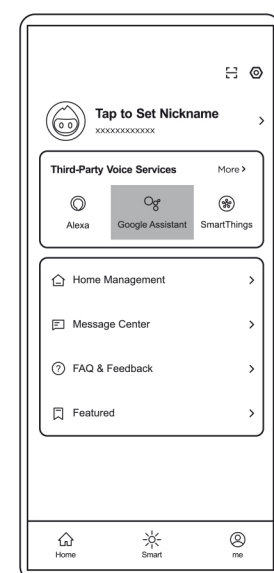 Tap to Set Nickname
xxxxxxxxxxxx
Third-Party Voice Services More
Alexa Google Assistant SmartThings
Home Management
Message Center
FAQ & Feedback
Featured
Home Smart me